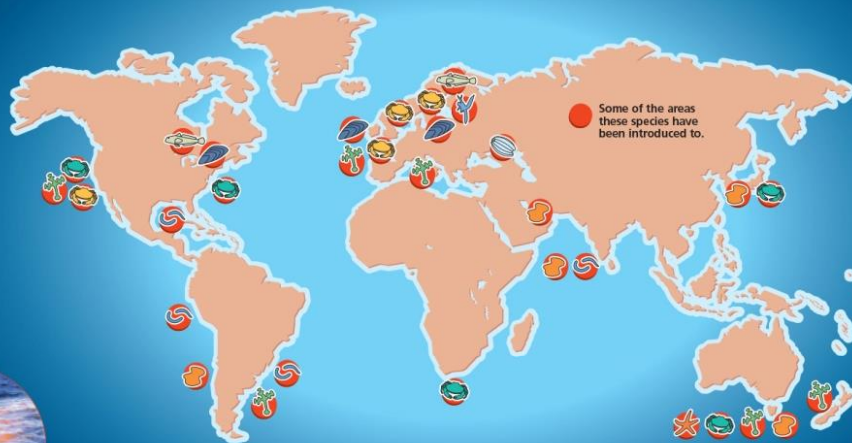 Some of the areas
these species have
been introduced to.